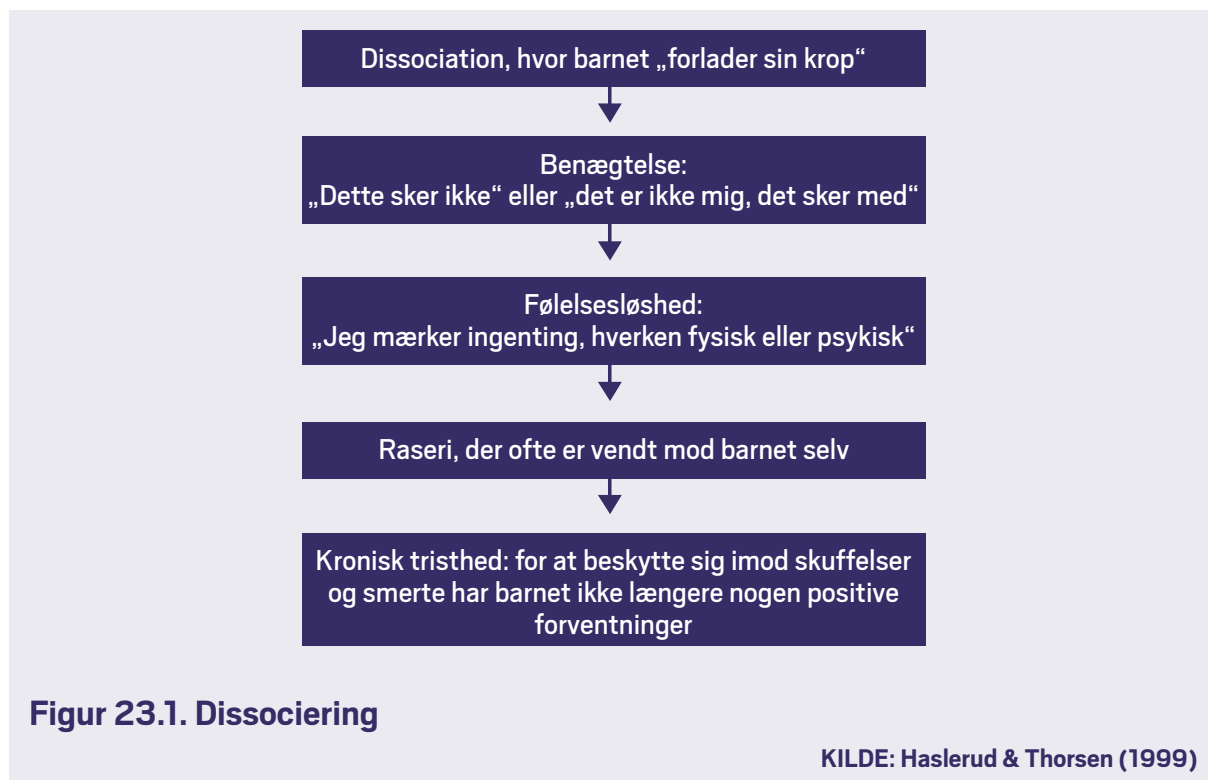 Dissociation, hvor barnet „forlader sin krop“
Benægtelse:
„Dette sker ikke“ eller „det er ikke mig, det sker med“
Følelsesløshed:
„Jeg mærker ingenting, hverken fysisk eller psykisk“
Raseri, der ofte er vendt mod barnet selv
Kronisk tristhed: for at beskytte sig imod skuffelser
og smerte har barnet ikke længere nogen positive
forventninger
Figur 23.1. Dissociering
KILDE: Haslerud & Thorsen (1999)